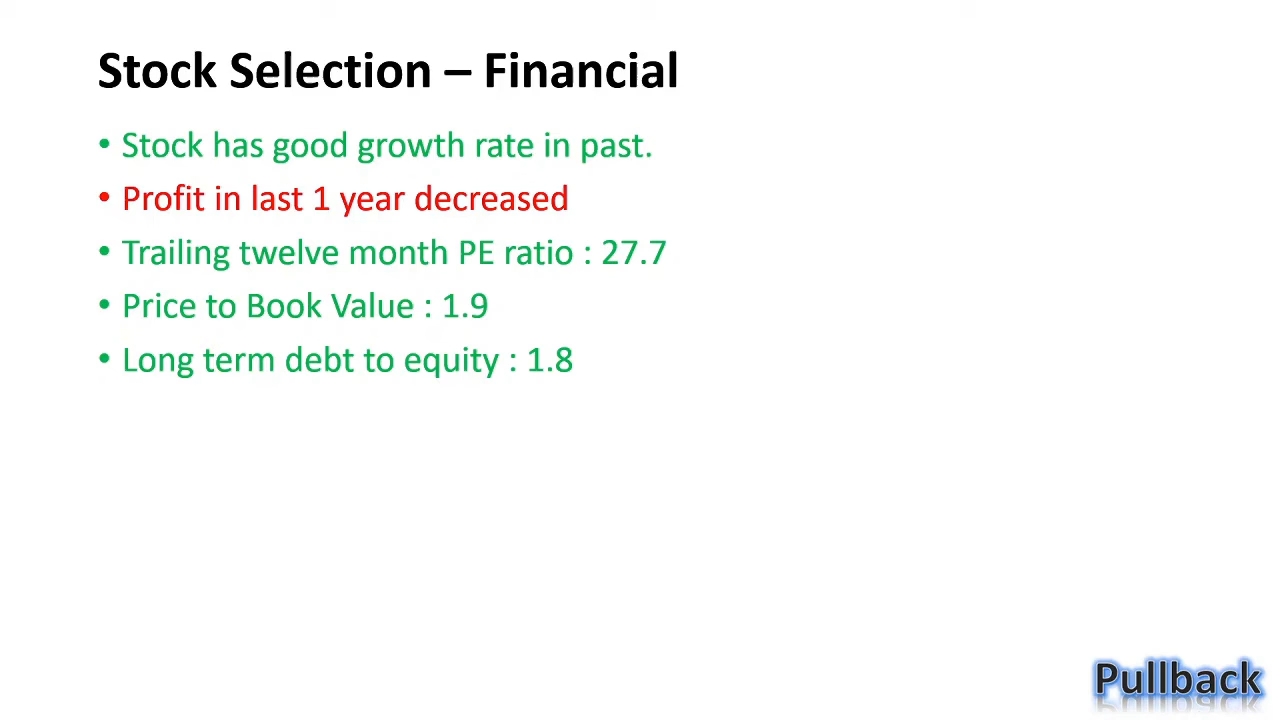 Stock Selection – Financial
• Stock has good growth rate in past.
• Profit in last 1 year decreased
• Trailing twelve month PE ratio : 27.7
• Price to Book Value : 1.9
• Long term debt to equity : 1.8
Pullback